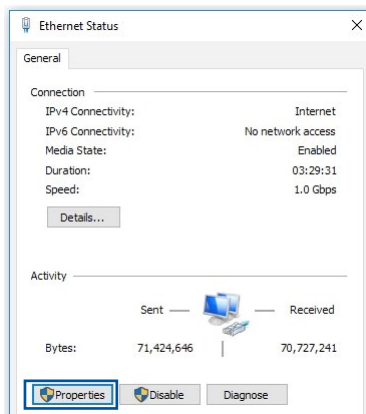 Ethernet Status
General
Connection
IPv4 Connectivity: Internet
IPv6 Connectivity: No network access
Media State: Enabled
Duration: 03:29:31
Speed: 1.0 Gbps
Details...
Activity
Sent — — Received
Bytes: 71,424,646 | 70,727,241
Properties Disable Diagnose